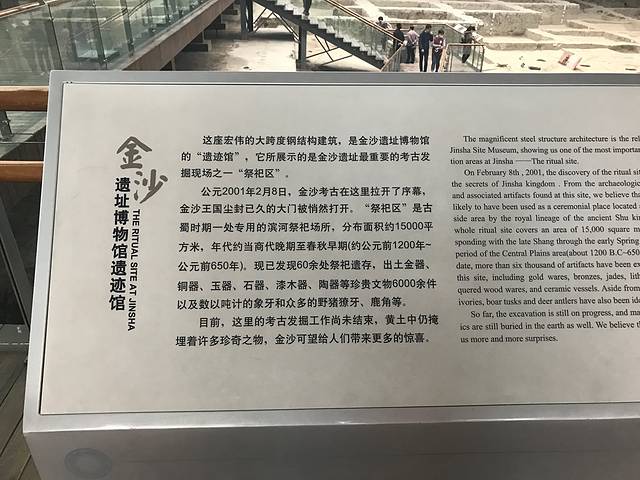 金沙
遗址博物馆遗迹馆
THE RITUAL SITE AT JINSHA
这座宏伟的大跨度钢结构建筑，是金沙遗址博物馆
的“遗迹馆”，它所展示的是金沙遗址最重要的考古发
掘现场之一“祭祀区”。
公元2001年2月8日，金沙考古在这里拉开了序幕，
金沙王国尘封已久的大门被悄然打开。“祭祀区”是古
蜀时期一处专用的滨河祭祀场所，分布面积约15000平
方米，年代约当商代晚期至春秋早期(约公元前1200年~
公元前650年)。现已发现60余处祭祀遗存，出土金器、
铜器、玉器、石器、漆木器、陶器等珍贵文物6000余件
以及数以吨计的象牙和众多的野猪獠牙、鹿角等。
目前，这里的考古发掘工作尚未结束，黄土中仍掩
埋着许多珍奇之物，金沙可望给人们带来更多的惊喜。
The magnificent steel structure architecture is the rel
Jinsha Site Museum, showing us one of the most importan
tion areas at Jinsha ——The ritual site.
On February 8th , 2001, the discovery of the ritual sit
the secrets of Jinsha kingdom . From the archaeologic
and associated artifacts found at this site, we believe tha
likely to have been used as a ceremonial place located a
side area by the royal lineage of the ancient Shu ki
whole ritual site covers an area of 15,000 square m
sponding with the late Shang through the early Spring
period of the Central Plains area(about 1200 B.C~650
date, more than six thousand of artifacts have been ex
this site, including gold wares, bronzes, jades, lith
quered wood wares, and ceramic vessels. Aside from
ivories, boar tusks and deer antlers have also been ide
So far, the excavation is still on progress, and ma
ics are still buried in the earth as well. We believe th
us more and more surprises.